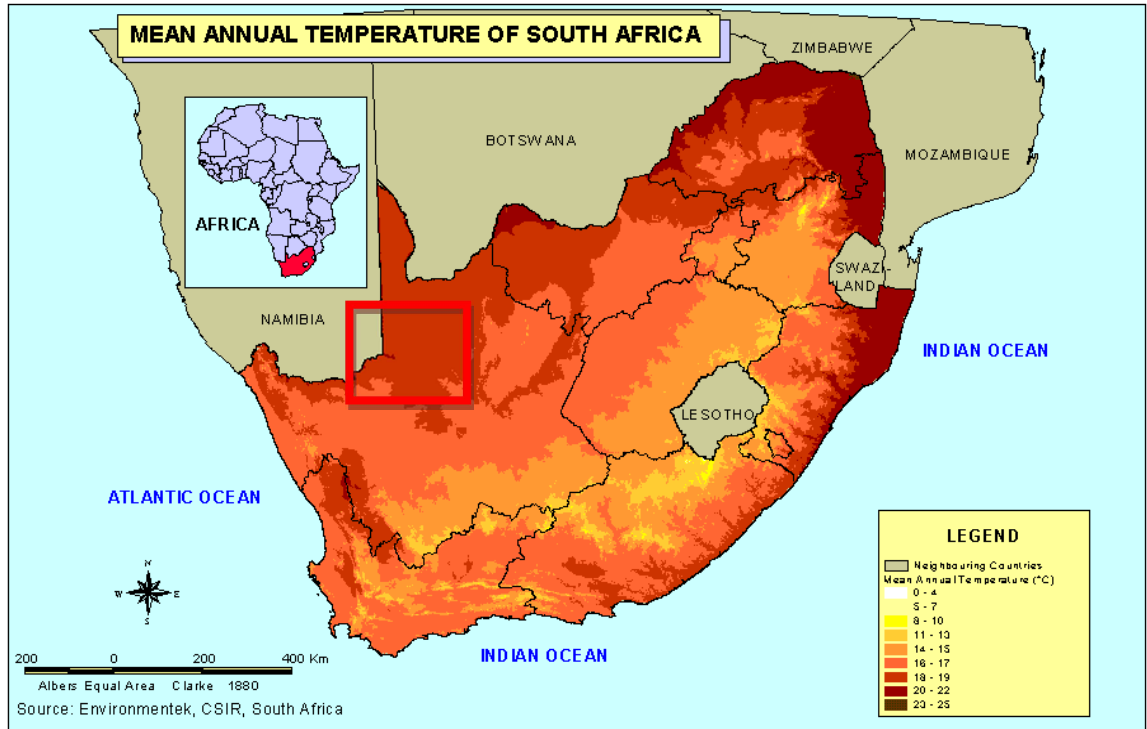 MEAN ANNUAL TEMPERATURE OF SOUTH AFRICA
ZIMBABWE
BOTSWANA
MOZAMBIQUE
AFRICA
SWAZI-
LAND
NAMIBIA
INDIAN OCEAN
LESOTHO
ATLANTIC OCEAN
LEGEND
Neighbouring Countries
Mean Annual Temperature (°C)
0 - 4
5 - 7
8 - 10
11 - 13
14 - 15
16 - 17
18 - 19
20 - 22
23 - 25
N
W E
S
INDIAN OCEAN
200 0 200 400 Km
Albers Equal Area Clarke 1880
Source: Environmentek, CSIR, South Africa